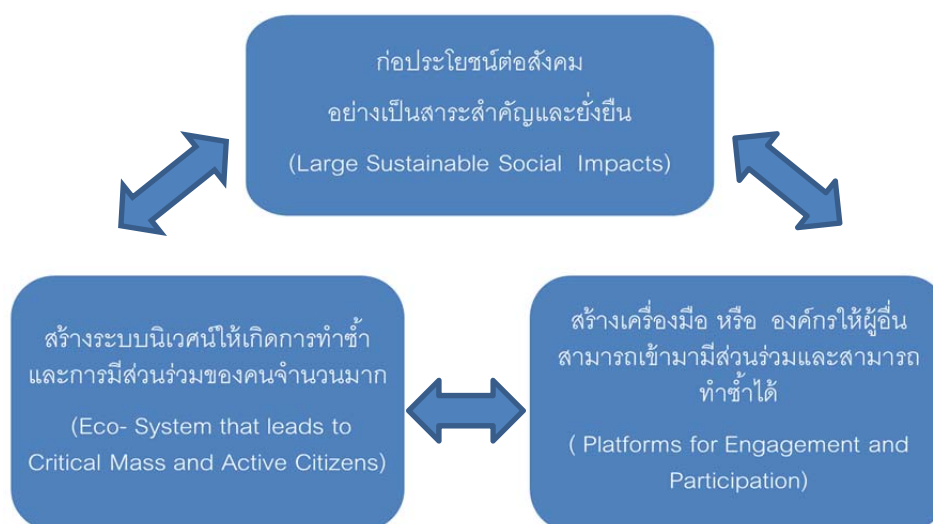 ก่อประโยชน์ต่อสังคม
อย่างเป็นสาระสำคัญและยั่งยืน
(Large Sustainable Social Impacts)
สร้างระบบนิเวศน์ให้เกิดการทำซ้ำ
และการมีส่วนร่วมของคนจำนวนมาก
(Eco- System that leads to
Critical Mass and Active Citizens)
สร้างเครื่องมือ หรือ องค์กรให้ผู้อื่น
สามารถเข้ามามีส่วนร่วมและสามารถ
ทำซ้ำได้
( Platforms for Engagement and
Participation)